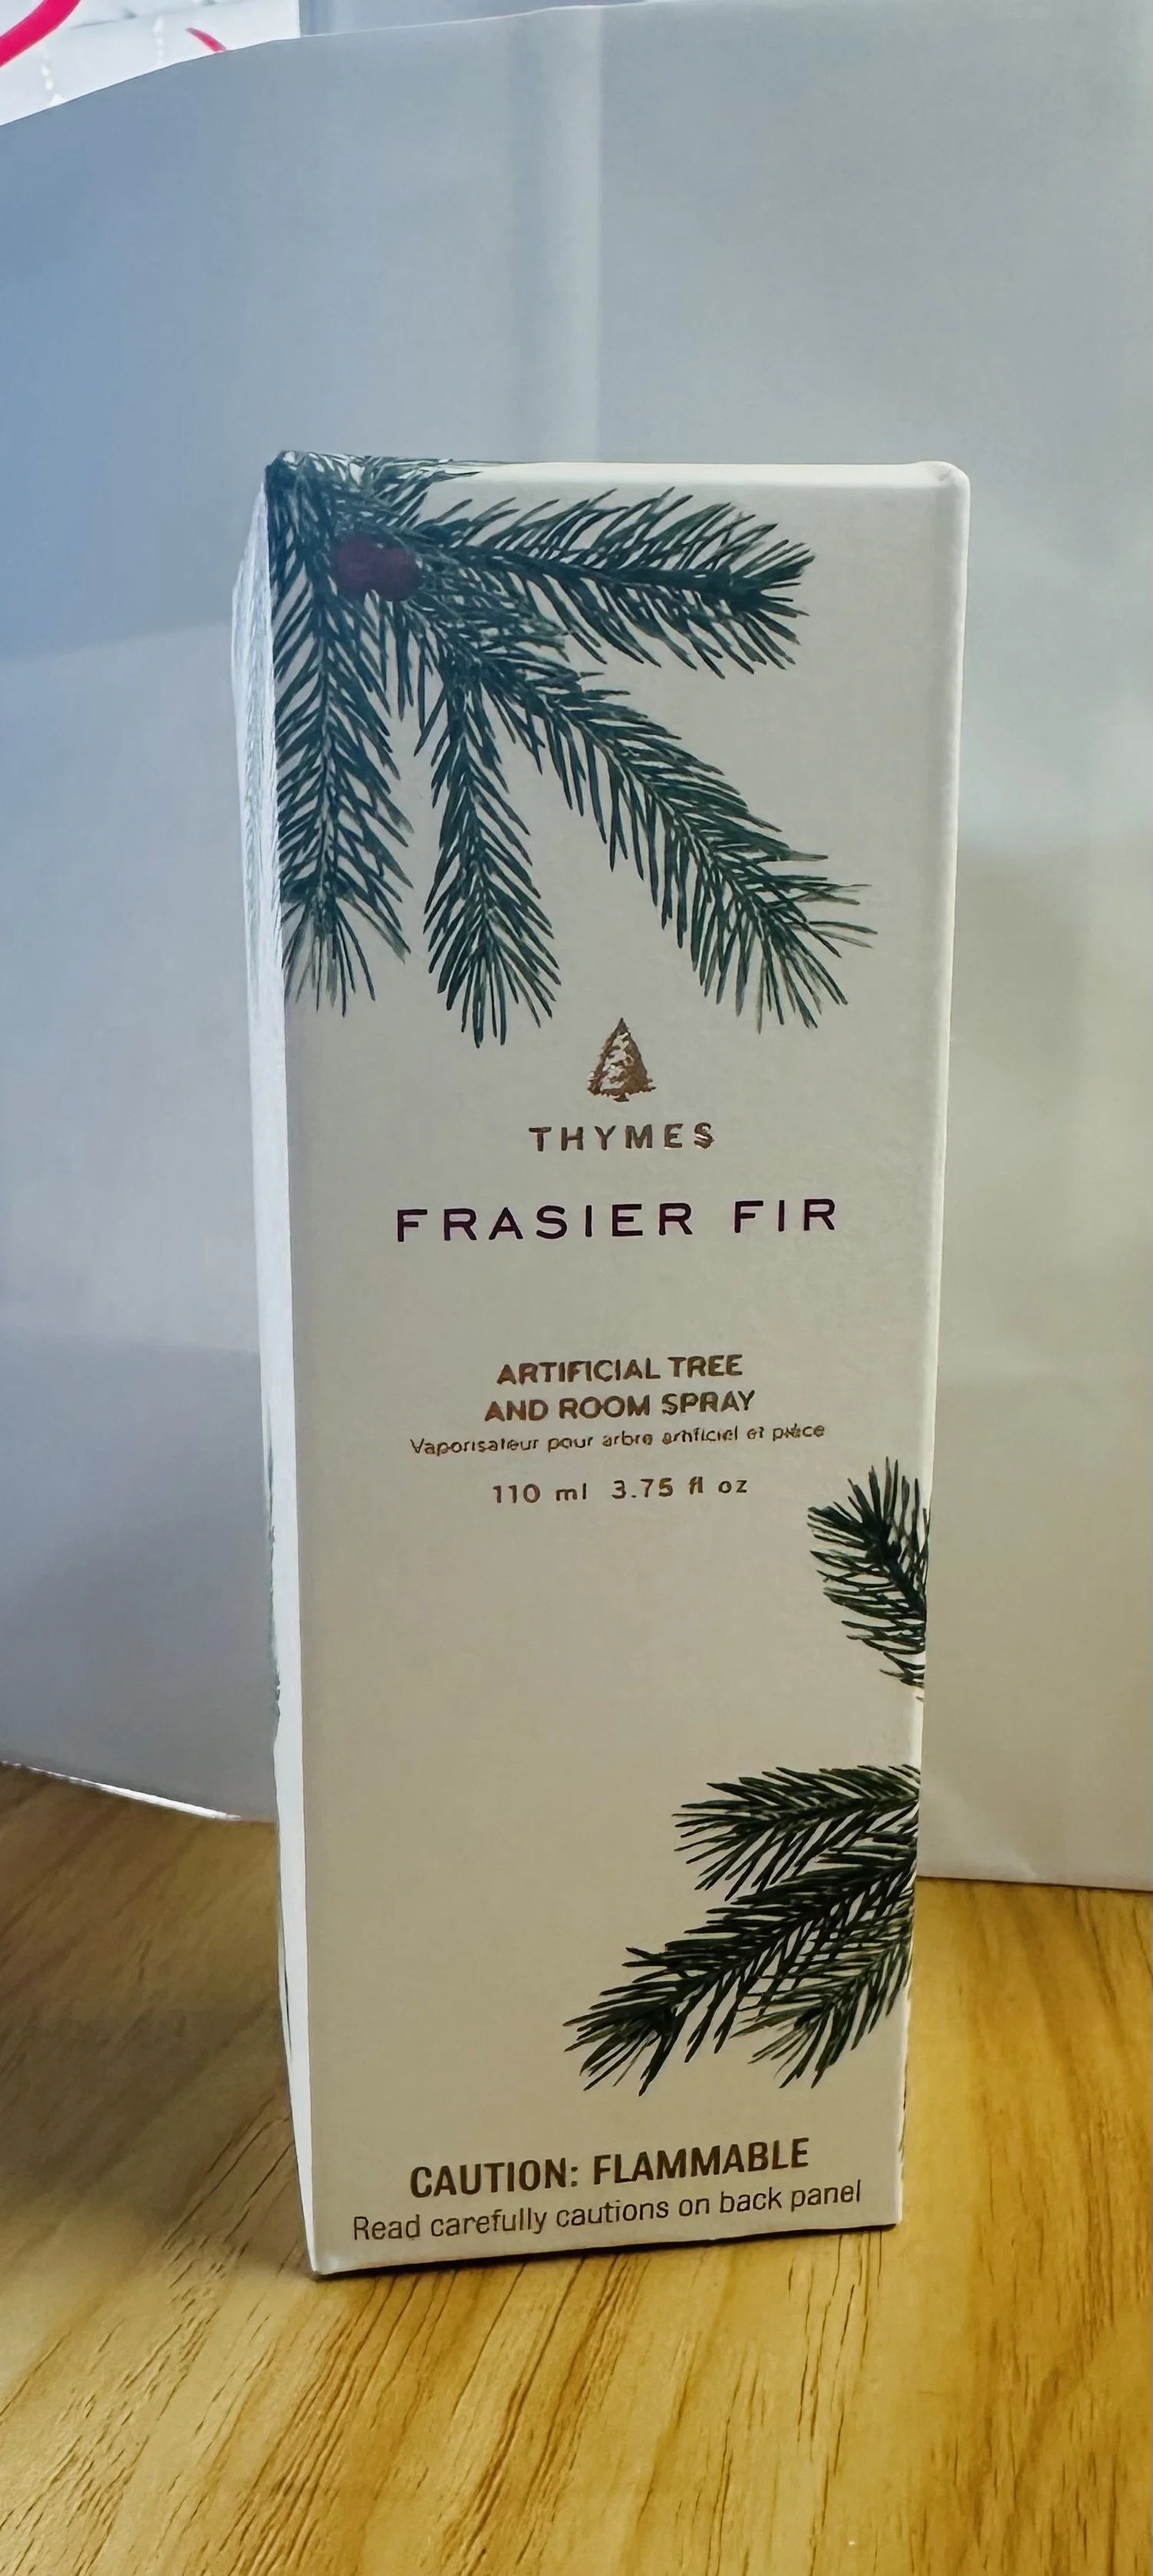 THYMES
FRASIER FIR
ARTIFICIAL TREE
AND ROOM SPRAY
Vaporisateur pour arbre artificiel et pièce
110 ml 3.75 fl oz
CAUTION: FLAMMABLE
Read carefully cautions on back panel